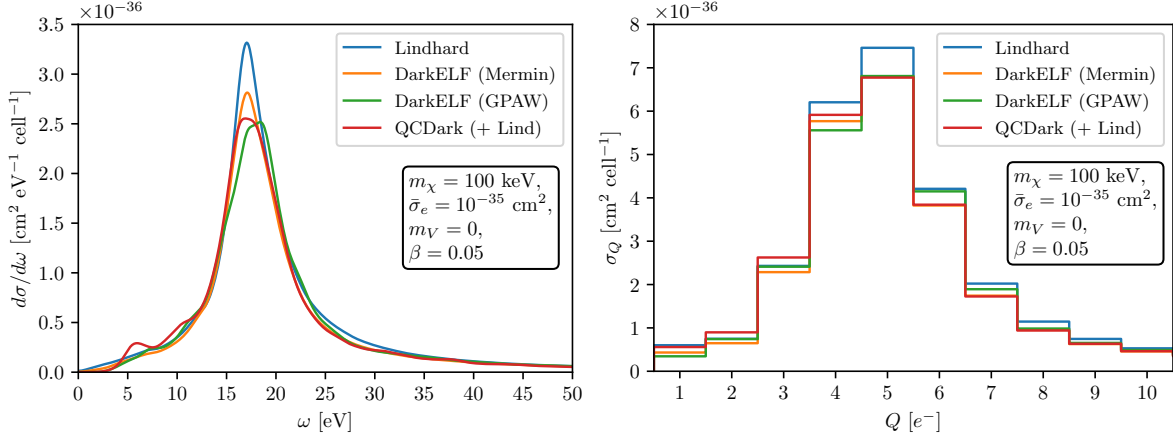 ×10⁻³⁶
3.5
3.0
2.5
2.0
1.5
1.0
0.5
0.0
dσ/dω [cm² eV⁻¹ cell⁻¹]
Lindhard
DarkELF (Mermin)
DarkELF (GPAW)
QCDark (+ Lind)
m_χ = 100 keV,
σ̄_e = 10⁻³⁵ cm²,
m_V = 0,
β = 0.05
0 5 10 15 20 25 30 35 40 45 50
ω [eV]
×10⁻³⁶
8
7
6
5
4
3
2
1
0
σ_Q [cm² cell⁻¹]
Lindhard
DarkELF (Mermin)
DarkELF (GPAW)
QCDark (+ Lind)
m_χ = 100 keV,
σ̄_e = 10⁻³⁵ cm²,
m_V = 0,
β = 0.05
1 2 3 4 5 6 7 8 9 10
Q [e⁻]